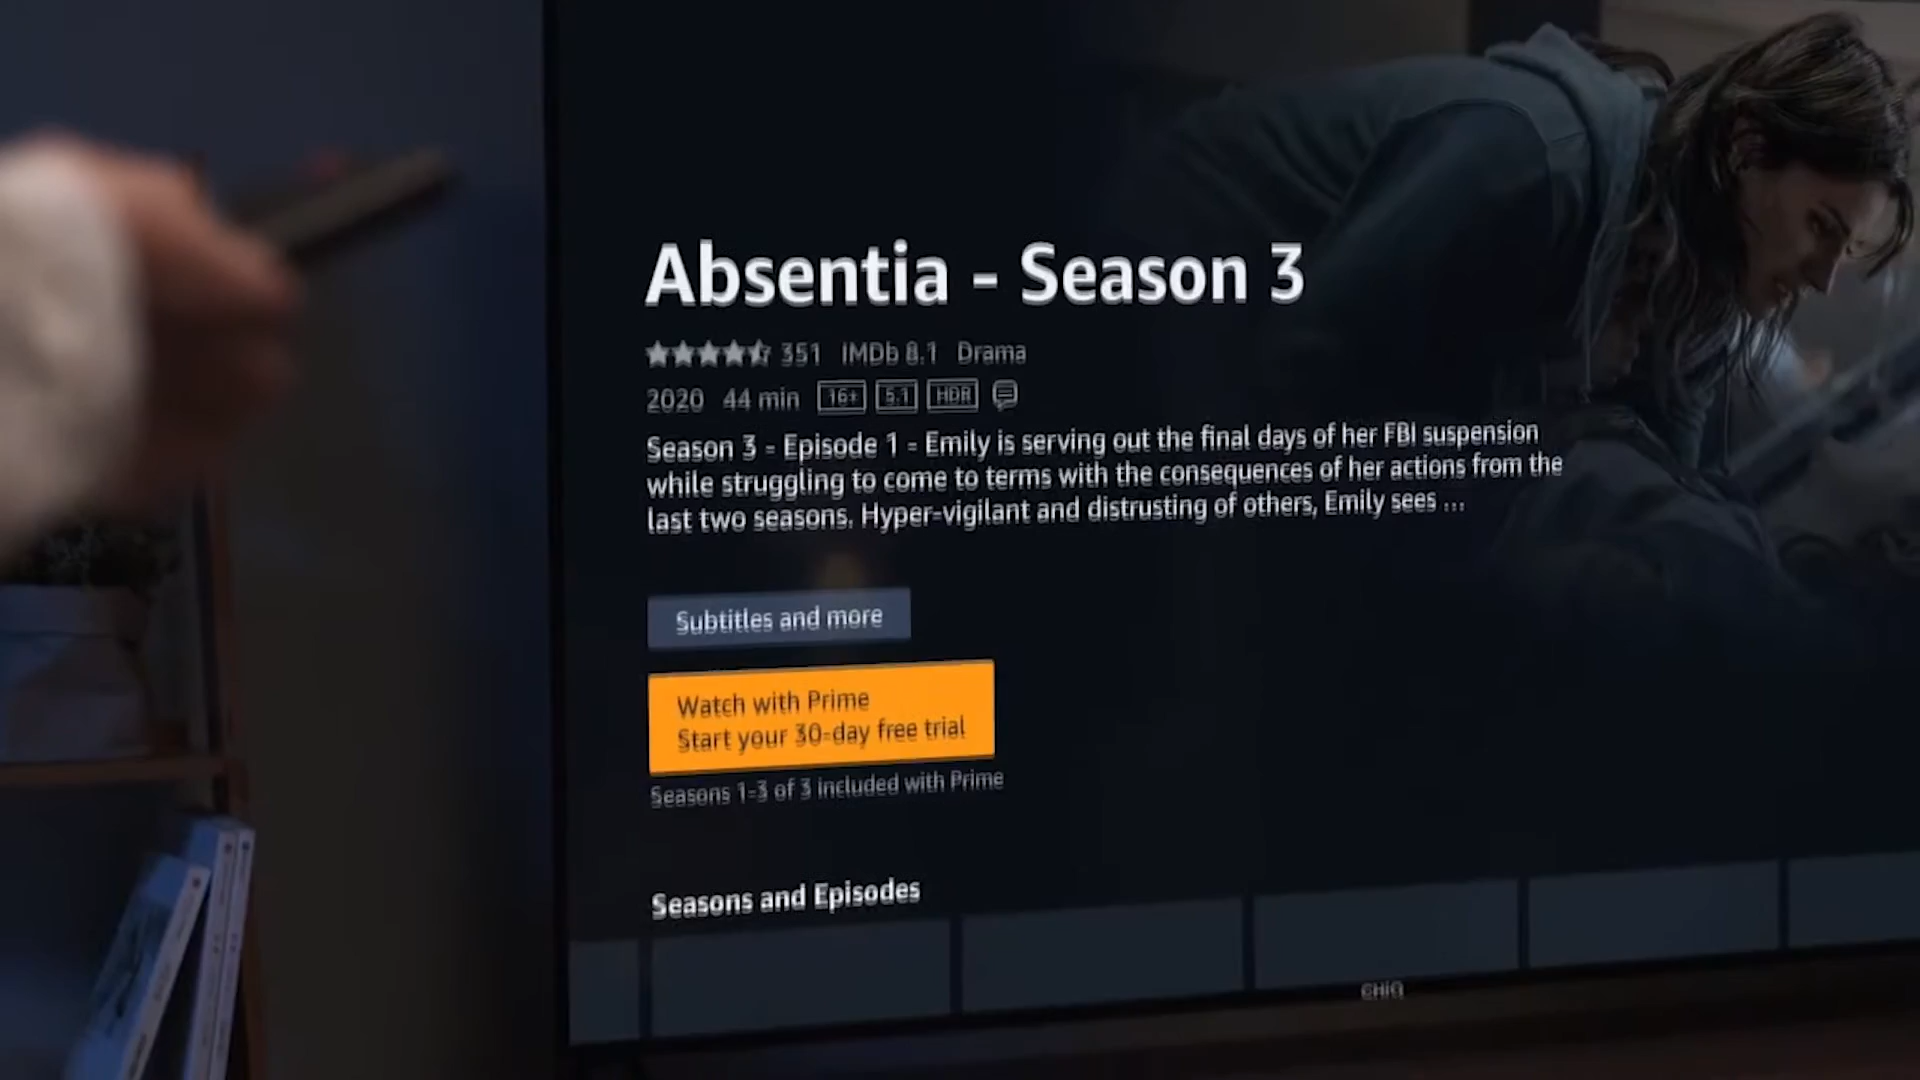 Absentia - Season 3
351 IMDb 8.1 Drama
2020 44 min 16+ 5.1 HDR
Season 3 - Episode 1 - Emily is serving out the final days of her FBI suspension
while struggling to come to terms with the consequences of her actions from the
last two seasons. Hyper-vigilant and distrusting of others, Emily sees ...
Subtitles and more
Watch with Prime
Start your 30-day free trial
Seasons 1-3 of 3 included with Prime
Seasons and Episodes
CHiQ